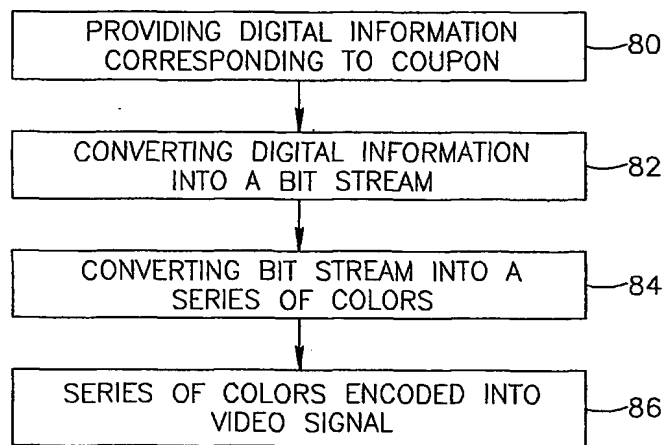 PROVIDING DIGITAL INFORMATION
CORRESPONDING TO COUPON
80
CONVERTING DIGITAL INFORMATION
INTO A BIT STREAM
82
CONVERTING BIT STREAM INTO A
SERIES OF COLORS
84
SERIES OF COLORS ENCODED INTO
VIDEO SIGNAL
86